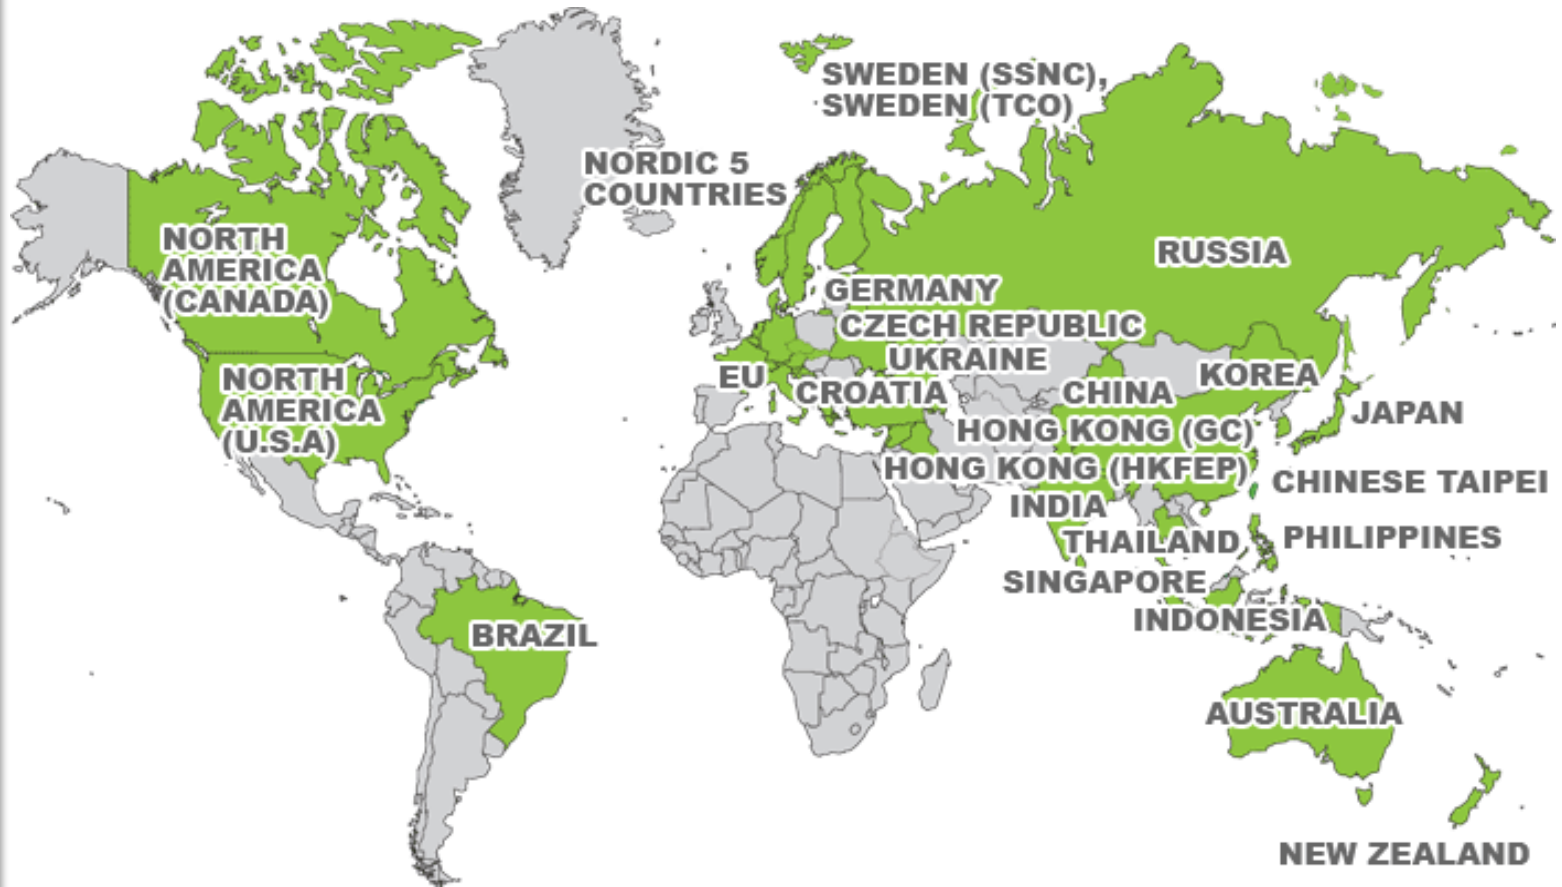 SWEDEN (SSNC),
SWEDEN (TCO)
NORDIC 5
COUNTRIES
NORTH
AMERICA
(CANADA)
RUSSIA
GERMANY
CZECH REPUBLIC
UKRAINE
EU
CROATIA
NORTH
AMERICA
(U.S.A)
CHINA
KOREA
JAPAN
HONG KONG (GC)
HONG KONG (HKFEP)
CHINESE TAIPEI
INDIA
THAILAND
PHILIPPINES
SINGAPORE
INDONESIA
BRAZIL
AUSTRALIA
NEW ZEALAND